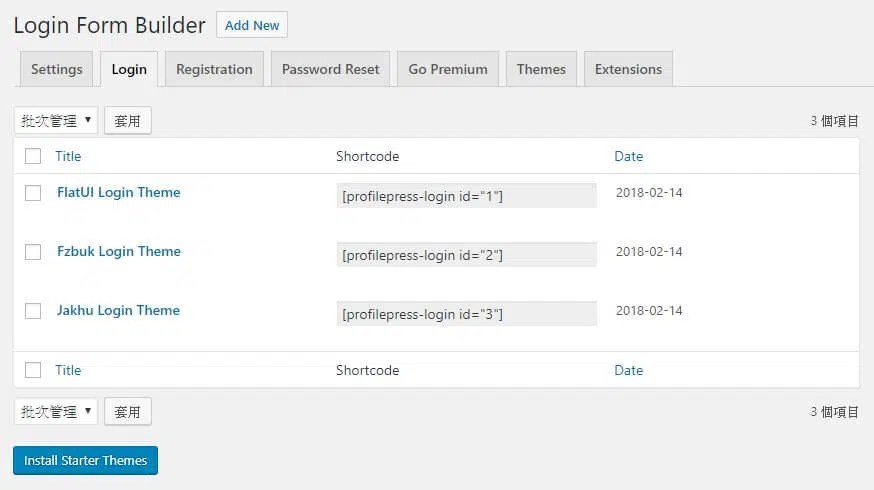 Login Form Builder Add New
Settings Login Registration Password Reset Go Premium Themes Extensions
批次管理 套用 3 個項目
Title Shortcode Date
FlatUI Login Theme [profilepress-login id="1"] 2018-02-14
Fzbuk Login Theme [profilepress-login id="2"] 2018-02-14
Jakhu Login Theme [profilepress-login id="3"] 2018-02-14
Title Shortcode Date
批次管理 套用 3 個項目
Install Starter Themes